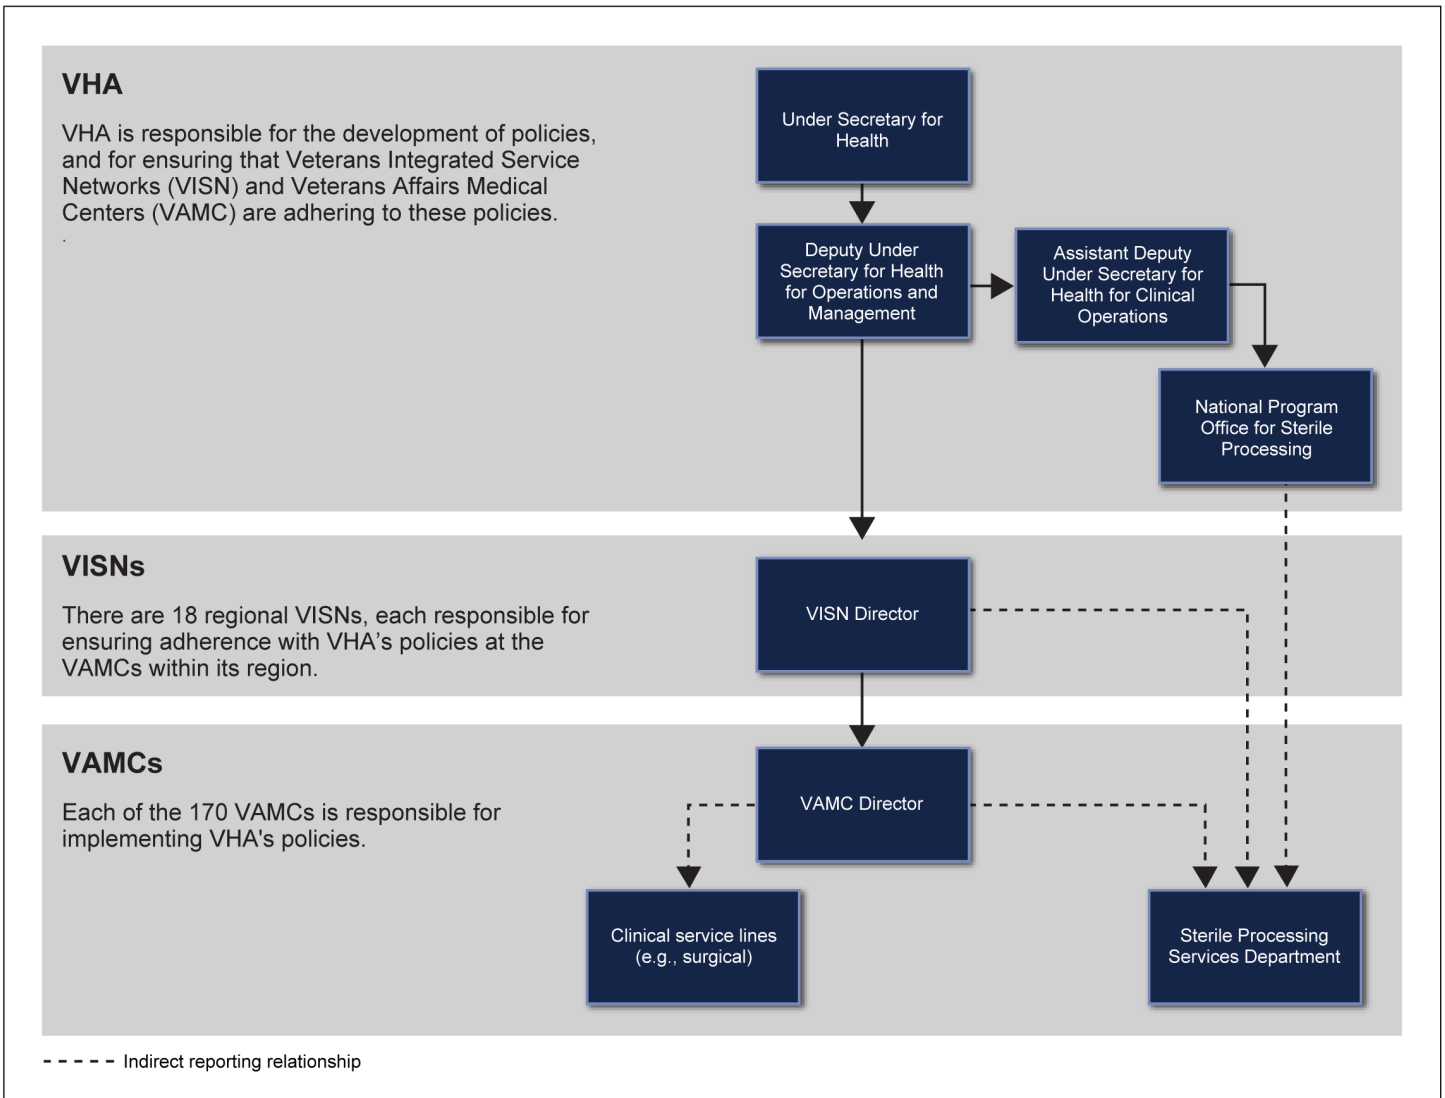 VHA
VHA is responsible for the development of policies,
and for ensuring that Veterans Integrated Service
Networks (VISN) and Veterans Affairs Medical
Centers (VAMC) are adhering to these policies.
.
Under Secretary for
Health
Deputy Under
Secretary for Health
for Operations and
Management
Assistant Deputy
Under Secretary for
Health for Clinical
Operations
National Program
Office for Sterile
Processing
VISNs
There are 18 regional VISNs, each responsible for
ensuring adherence with VHA’s policies at the
VAMCs within its region.
VISN Director
VAMCs
Each of the 170 VAMCs is responsible for
implementing VHA's policies.
VAMC Director
Clinical service lines
(e.g., surgical)
Sterile Processing
Services Department
Indirect reporting relationship